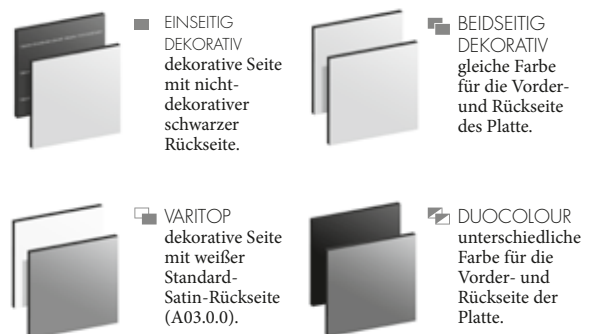 EINSEITIG
DEKORATIV
dekorative Seite
mit nicht-
dekorativer
schwarzer
Rückseite.
BEIDSEITIG
DEKORATIV
gleiche Farbe
für die Vorder-
und Rückseite
des Platte.
VARITOP
dekorative Seite
mit weißer
Standard-
Satin-Rückseite
(A03.0.0).
DUOCOLOUR
unterschiedliche
Farbe für die
Vorder- und
Rückseite der
Platte.